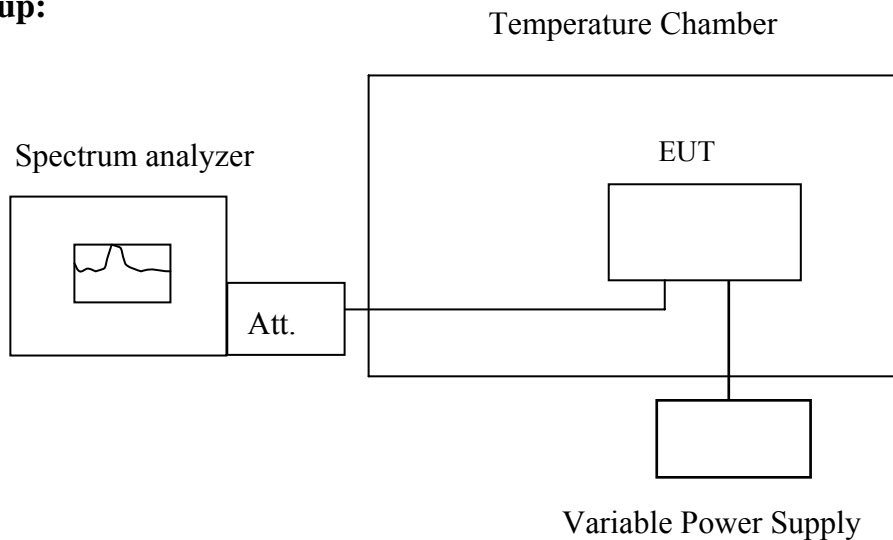 up:
Temperature Chamber
Spectrum analyzer
EUT
Att.
Variable Power Supply